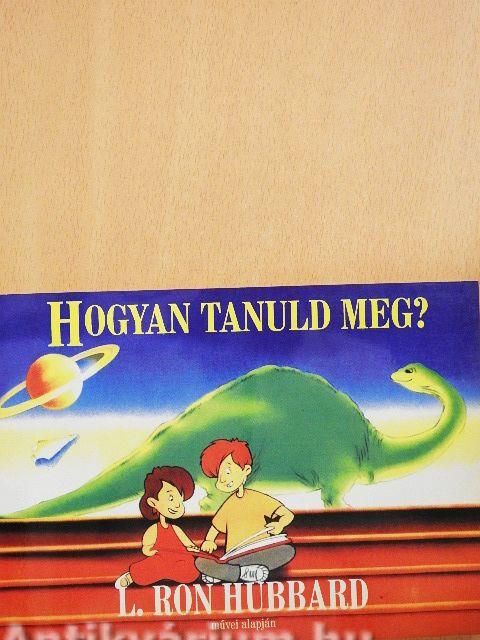 HOGYAN TANULD MEG?
L. RON HUBBARD
művei alapján